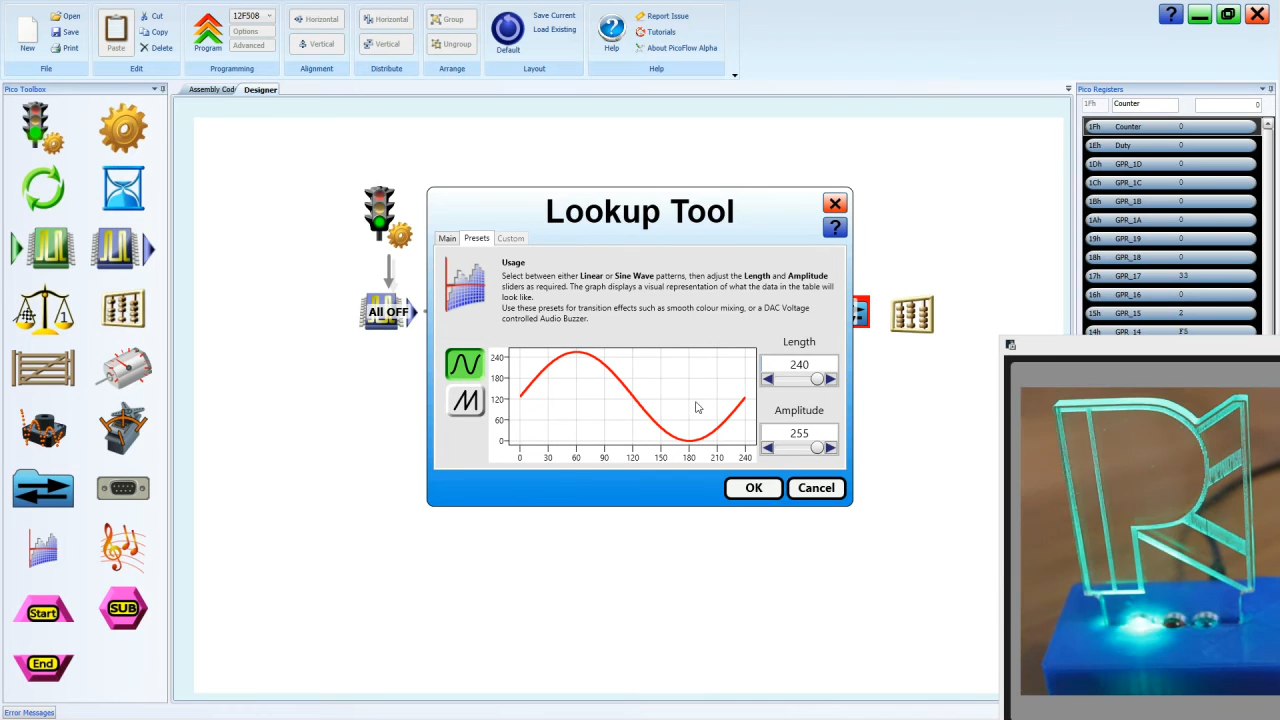 Open
Save
Print
New
File
Cut
Copy
Delete
Paste
Edit
12F508
Options
Advanced
Program
Programming
Horizontal
Vertical
Alignment
Horizontal
Vertical
Distribute
Group
Ungroup
Arrange
Save Current
Load Existing
Default
Layout
Report Issue
Tutorials
About PicoFlow Alpha
Help
Help
?
Pico Toolbox
Assembly Cod
Designer
Pico Registers
1Fh Counter 0
1Fh Counter 0
1Eh Duty 0
1Dh GPR_1D 0
1Ch GPR_1C 0
1Bh GPR_1B 0
1Ah GPR_1A 0
19h GPR_19 0
18h GPR_18 0
17h GPR_17 33
16h GPR_16 0
15h GPR_15 2
14h GPR_14 F5
All OFF
1
Start
SUB
End
Lookup Tool
?
Main Presets Custom
Usage
Select between either Linear or Sine Wave patterns, then adjust the Length and Amplitude
sliders as required. The graph displays a visual representation of what the data in the table will
look like.
Use these presets for transition effects such as smooth colour mixing, or a DAC Voltage
controlled Audio Buzzer.
240
180
120
60
0
0 30 60 90 120 150 180 210 240
Length
240
Amplitude
255
OK
Cancel
Error Messages